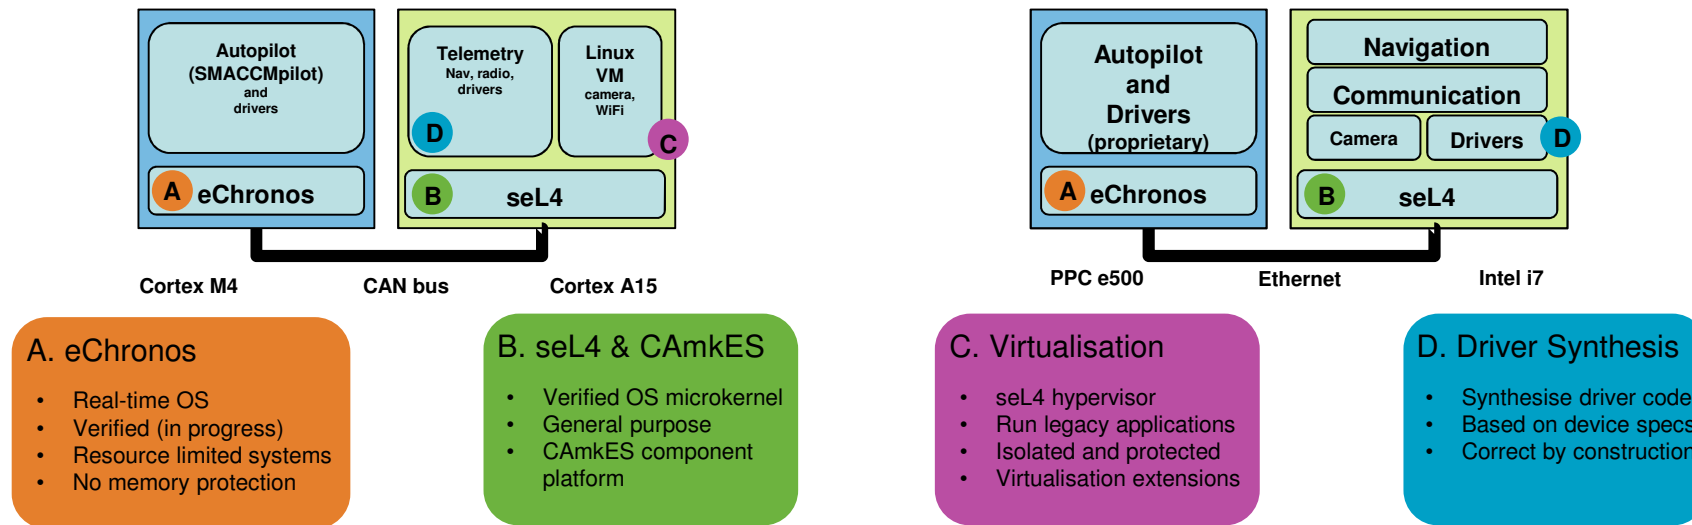 Autopilot
(SMACCMpilot)
and
drivers
A
eChronos
Telemetry
Nav, radio,
drivers
D
Linux
VM
camera,
WiFi
C
B
seL4
Cortex M4
CAN bus
Cortex A15
Autopilot
and
Drivers
(proprietary)
A
eChronos
Navigation
Communication
Camera
Drivers
D
B
seL4
PPC e500
Ethernet
Intel i7
A. eChronos
• Real-time OS
• Verified (in progress)
• Resource limited systems
• No memory protection
B. seL4 & CAmkES
• Verified OS microkernel
• General purpose
• CAmkES component
platform
C. Virtualisation
• seL4 hypervisor
• Run legacy applications
• Isolated and protected
• Virtualisation extensions
D. Driver Synthesis
• Synthesise driver code
• Based on device specs
• Correct by construction